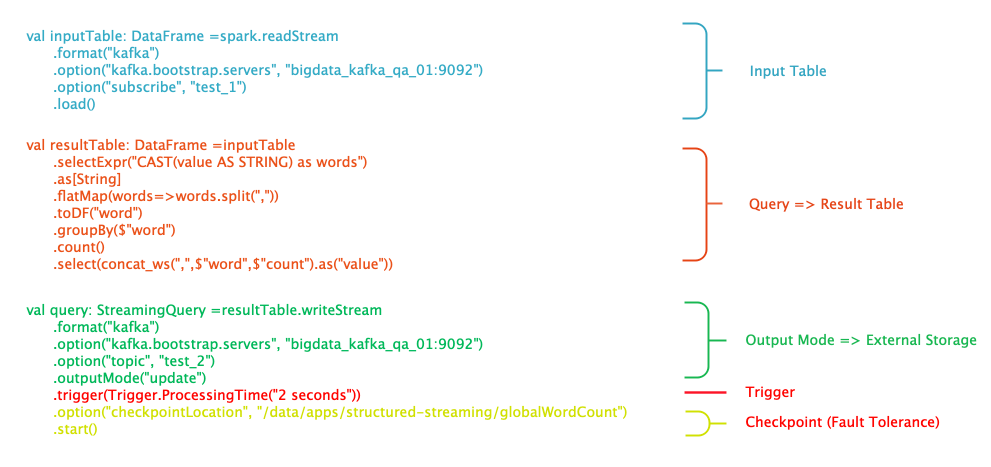 val inputTable: DataFrame =spark.readStream
.format("kafka")
.option("kafka.bootstrap.servers", "bigdata_kafka_qa_01:9092")
.option("subscribe", "test_1")
.load()
Input Table
val resultTable: DataFrame =inputTable
.selectExpr("CAST(value AS STRING) as words")
.as[String]
.flatMap(words=>words.split(","))
.toDF("word")
.groupBy($"word")
.count()
.select(concat_ws(",",$"word",$"count").as("value"))
Query => Result Table
val query: StreamingQuery =resultTable.writeStream
.format("kafka")
.option("kafka.bootstrap.servers", "bigdata_kafka_qa_01:9092")
.option("topic", "test_2")
.outputMode("update")
Output Mode => External Storage
.trigger(Trigger.ProcessingTime("2 seconds"))
Trigger
.option("checkpointLocation", "/data/apps/structured-streaming/globalWordCount")
.start()
Checkpoint (Fault Tolerance)